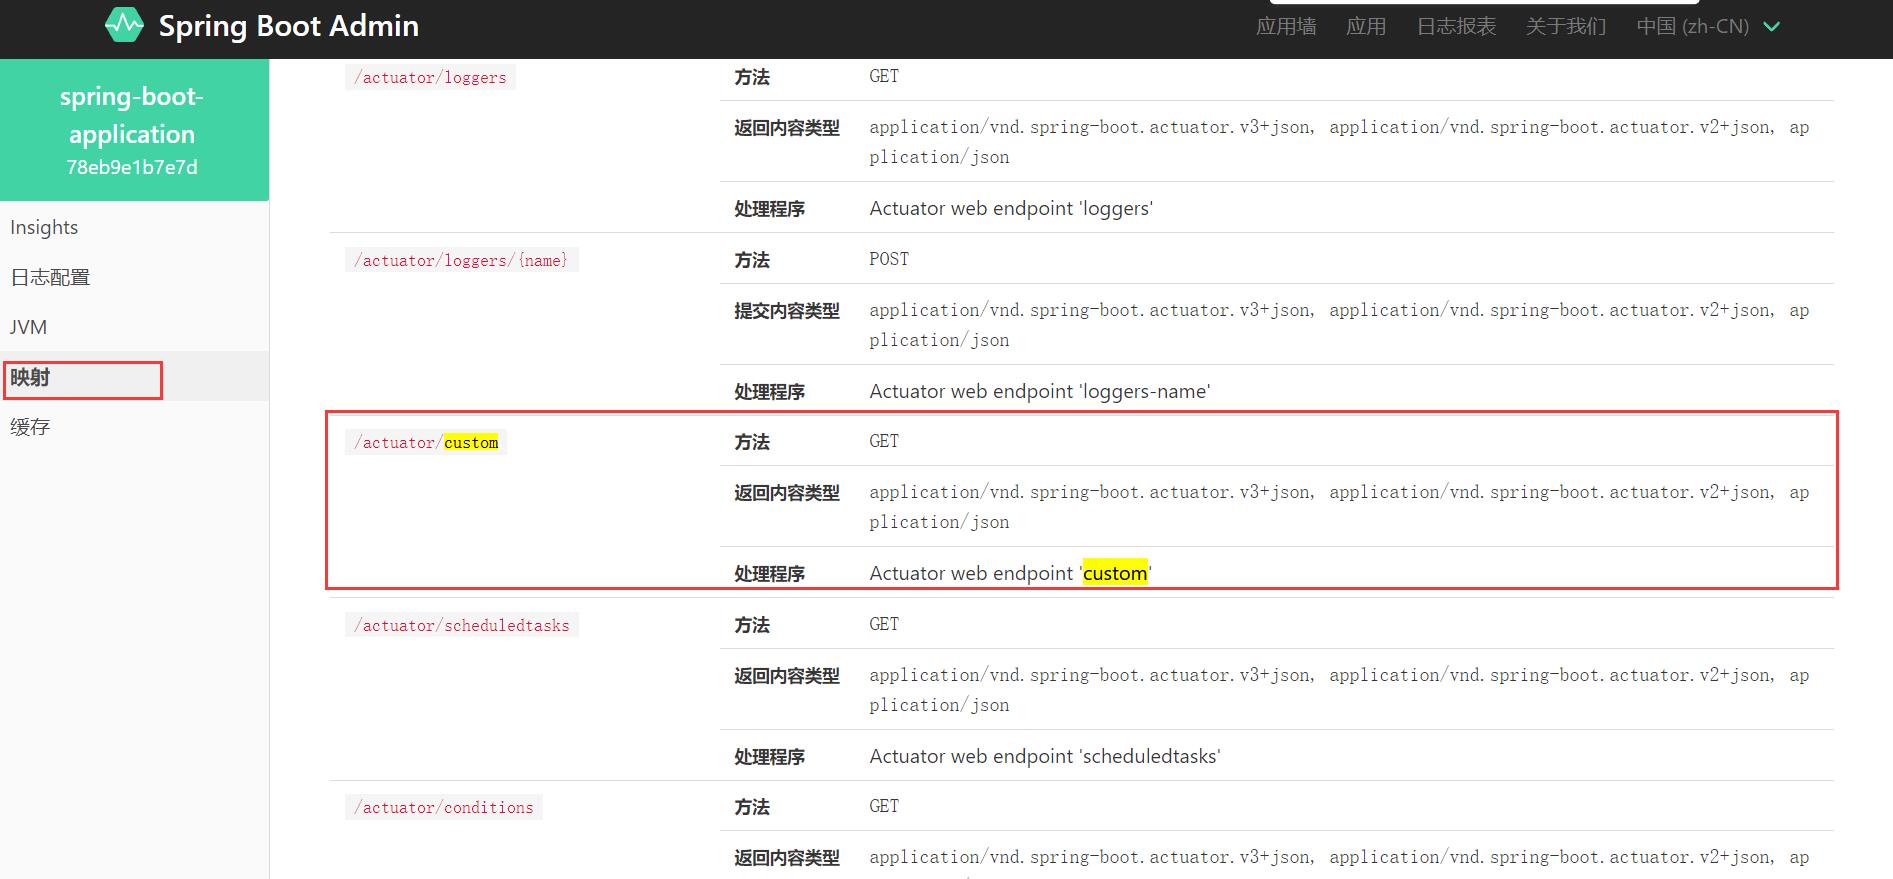 Spring Boot Admin
应用墙 应用 日志报表 关于我们 中国 (zh-CN)
spring-boot-
application
78eb9e1b7e7d
Insights
日志配置
JVM
映射
缓存
/actuator/loggers 方法 GET
返回内容类型 application/vnd.spring-boot.actuator.v3+json, application/vnd.spring-boot.actuator.v2+json, ap
plication/json
处理程序 Actuator web endpoint 'loggers'
/actuator/loggers/{name} 方法 POST
提交内容类型 application/vnd.spring-boot.actuator.v3+json, application/vnd.spring-boot.actuator.v2+json, ap
plication/json
处理程序 Actuator web endpoint 'loggers-name'
/actuator/custom 方法 GET
返回内容类型 application/vnd.spring-boot.actuator.v3+json, application/vnd.spring-boot.actuator.v2+json, ap
plication/json
处理程序 Actuator web endpoint 'custom'
/actuator/scheduledtasks 方法 GET
返回内容类型 application/vnd.spring-boot.actuator.v3+json, application/vnd.spring-boot.actuator.v2+json, ap
plication/json
处理程序 Actuator web endpoint 'scheduledtasks'
/actuator/conditions 方法 GET
返回内容类型 application/vnd.spring-boot.actuator.v3+json, application/vnd.spring-boot.actuator.v2+json, ap